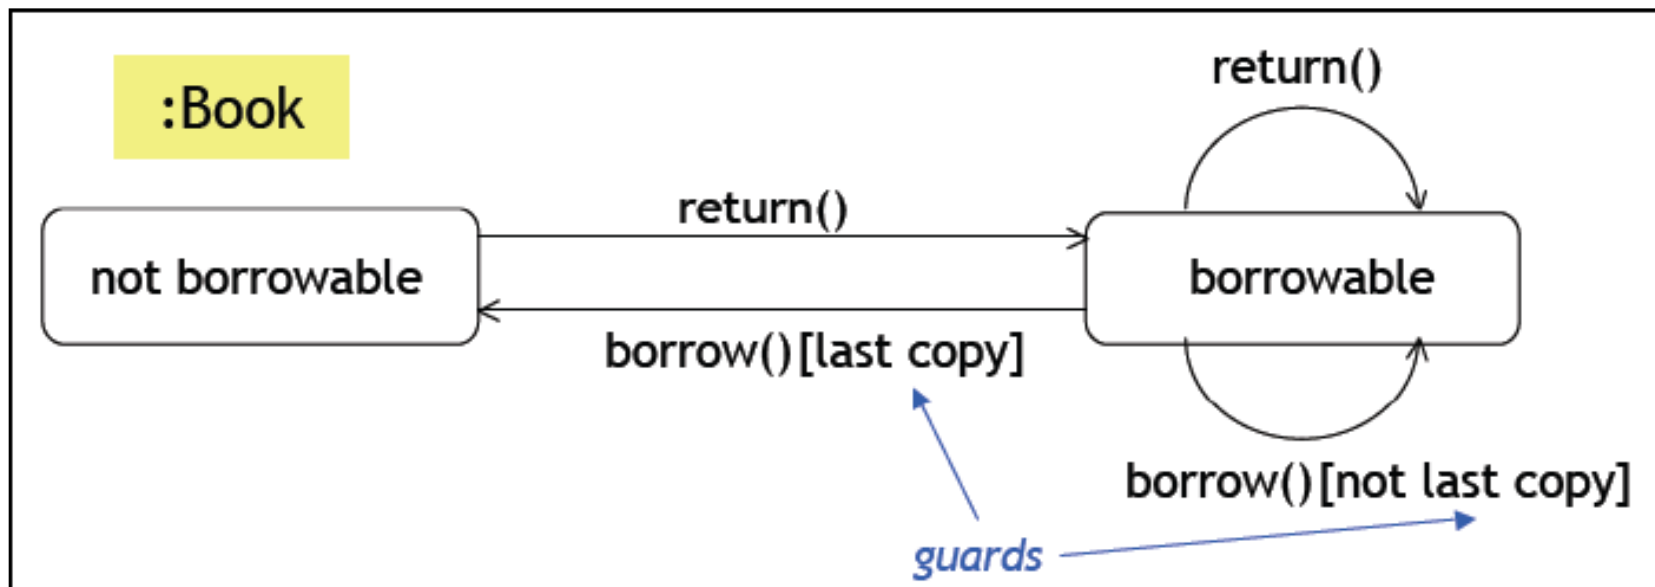 :Book
return()
return()
not borrowable
borrowable
borrow()[last copy]
borrow()[not last copy]
guards